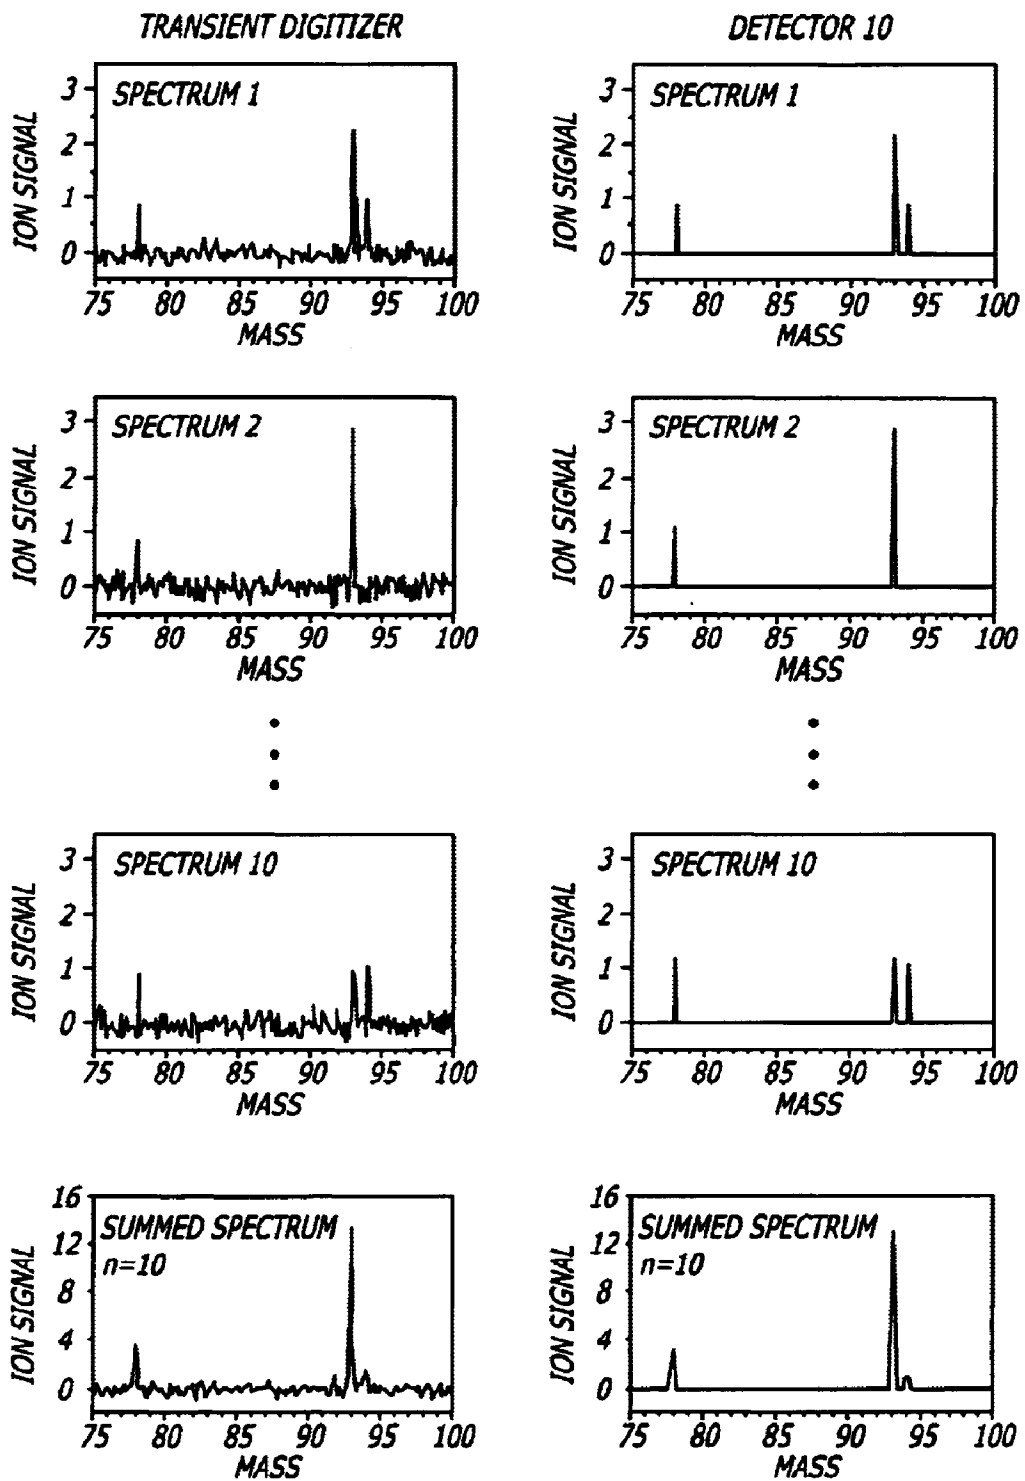 TRANSIENT DIGITIZER
DETECTOR 10
SPECTRUM 1
ION SIGNAL
3
2
1
0
75 80 85 90 95 100
MASS
SPECTRUM 1
ION SIGNAL
3
2
1
0
75 80 85 90 95 100
MASS
SPECTRUM 2
ION SIGNAL
3
2
1
0
75 80 85 90 95 100
MASS
SPECTRUM 2
ION SIGNAL
3
2
1
0
75 80 85 90 95 100
MASS
SPECTRUM 10
ION SIGNAL
3
2
1
0
75 80 85 90 95 100
MASS
SPECTRUM 10
ION SIGNAL
3
2
1
0
75 80 85 90 95 100
MASS
SUMMED SPECTRUM
n=10
ION SIGNAL
16
12
8
4
0
75 80 85 90 95 100
MASS
SUMMED SPECTRUM
n=10
ION SIGNAL
16
12
8
4
0
75 80 85 90 95 100
MASS